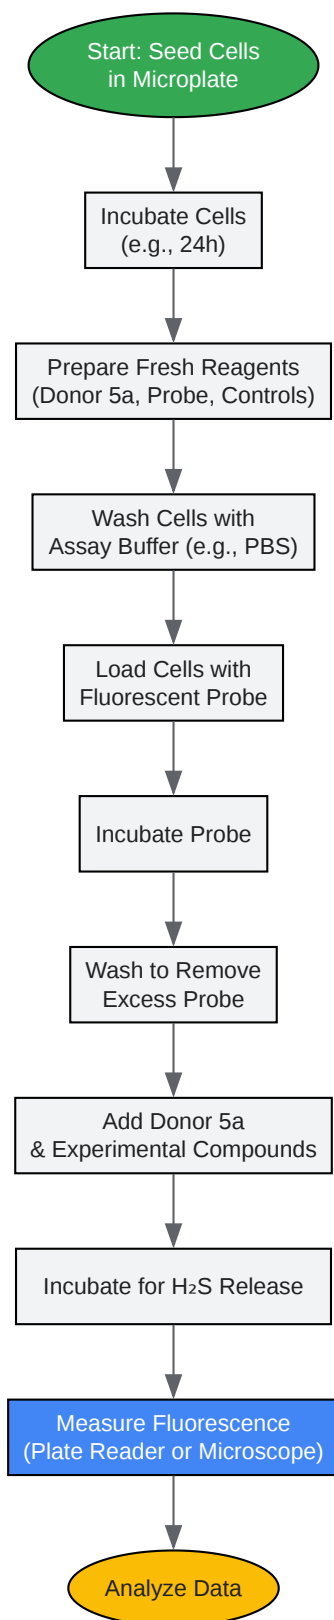 Start: Seed Cells
in Microplate
Incubate Cells
(e.g., 24h)
Prepare Fresh Reagents
(Donor 5a, Probe, Controls)
Wash Cells with
Assay Buffer (e.g., PBS)
Load Cells with
Fluorescent Probe
Incubate Probe
Wash to Remove
Excess Probe
Add Donor 5a
& Experimental Compounds
Incubate for H₂S Release
Measure Fluorescence
(Plate Reader or Microscope)
Analyze Data